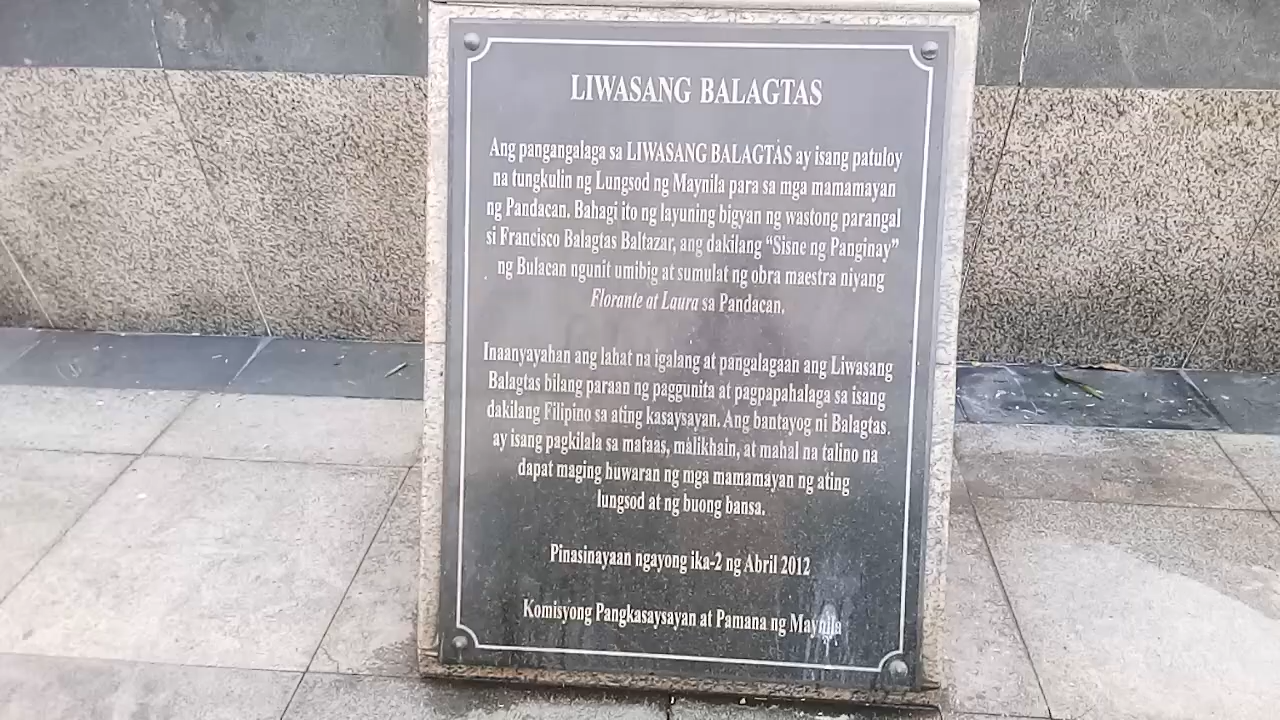 LIWASANG BALAGTAS
Ang pangangalaga sa LIWASANG BALAGTAS ay isang patuloy
na tungkulin ng Lungsod ng Maynila para sa mga mamamayan
ng Pandacan. Bahagi ito ng layuning bigyan ng wastong parangal
si Francisco Balagtas Baltazar, ang dakilang “Sisne ng Panginay”
ng Bulacan ngunit umibig at sumulat ng obra maestra niyang
Florante at Laura sa Pandacan.
Inaanyayahan ang lahat na igalang at pangalagaan ang Liwasang
Balagtas bilang paraan ng paggunita at pagpapahalaga sa isang
dakilang Filipino sa ating kasaysayan. Ang bantayog ni Balagtas
ay isang pagkilala sa mataas, malikhain, at mahal na talino na
dapat maging huwaran ng mga mamamayan ng ating
lungsod at ng buong bansa.
Pinasinayaan ngayong ika-2 ng Abril 2012
Komisyong Pangkasaysayan at Pamana ng Maynila